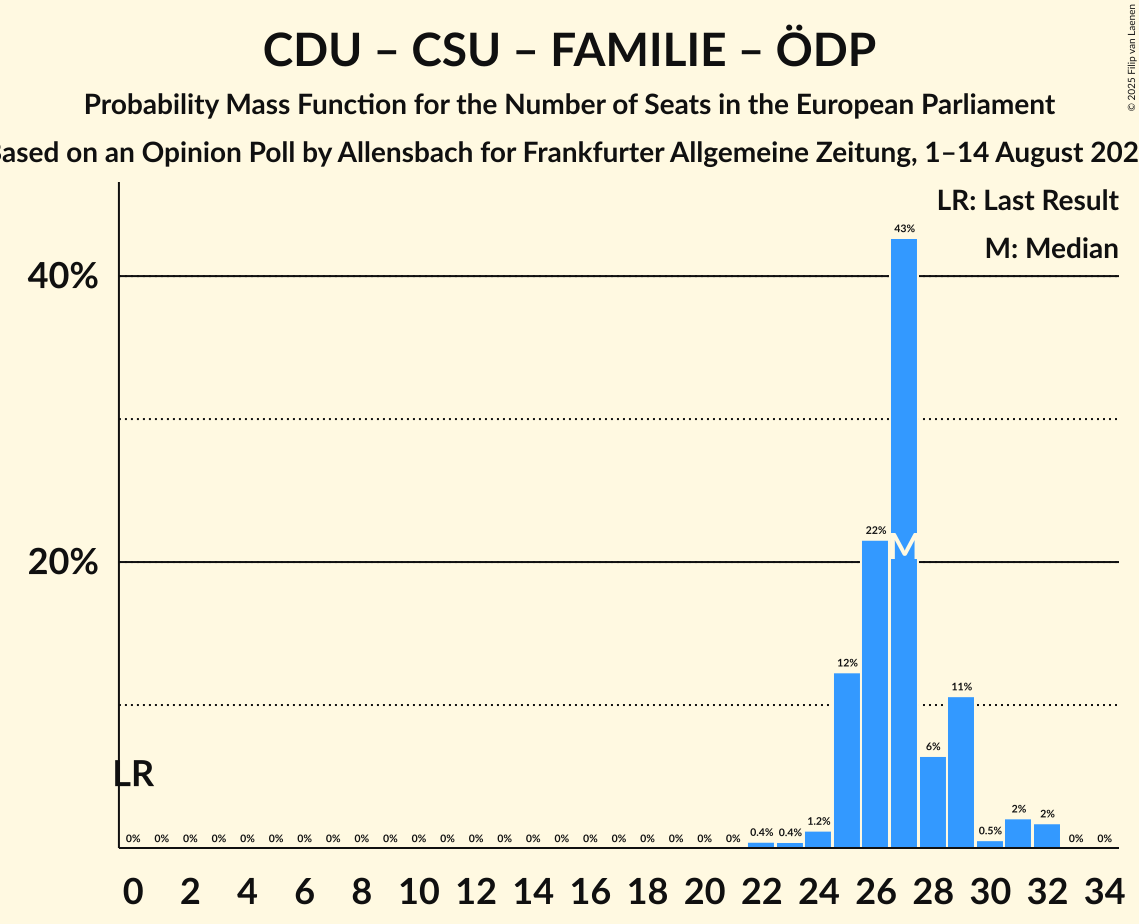 CDU – CSU – FAMILIE – ÖDP
Probability Mass Function for the Number of Seats in the European Parliament
Based on an Opinion Poll by Allensbach for Frankfurter Allgemeine Zeitung, 1–14 August 202
© 2025 Filip van Laenen
LR: Last Result
M: Median
43%
40%
22%
M
20%
12%
11%
6%
LR
2%
2%
1.2%
0% 0% 0% 0% 0% 0% 0% 0% 0% 0% 0% 0% 0% 0% 0% 0% 0% 0% 0% 0% 0% 0% 0.4% 0.4% 0.5% 0% 0%
0 2 4 6 8 10 12 14 16 18 20 22 24 26 28 30 32 34